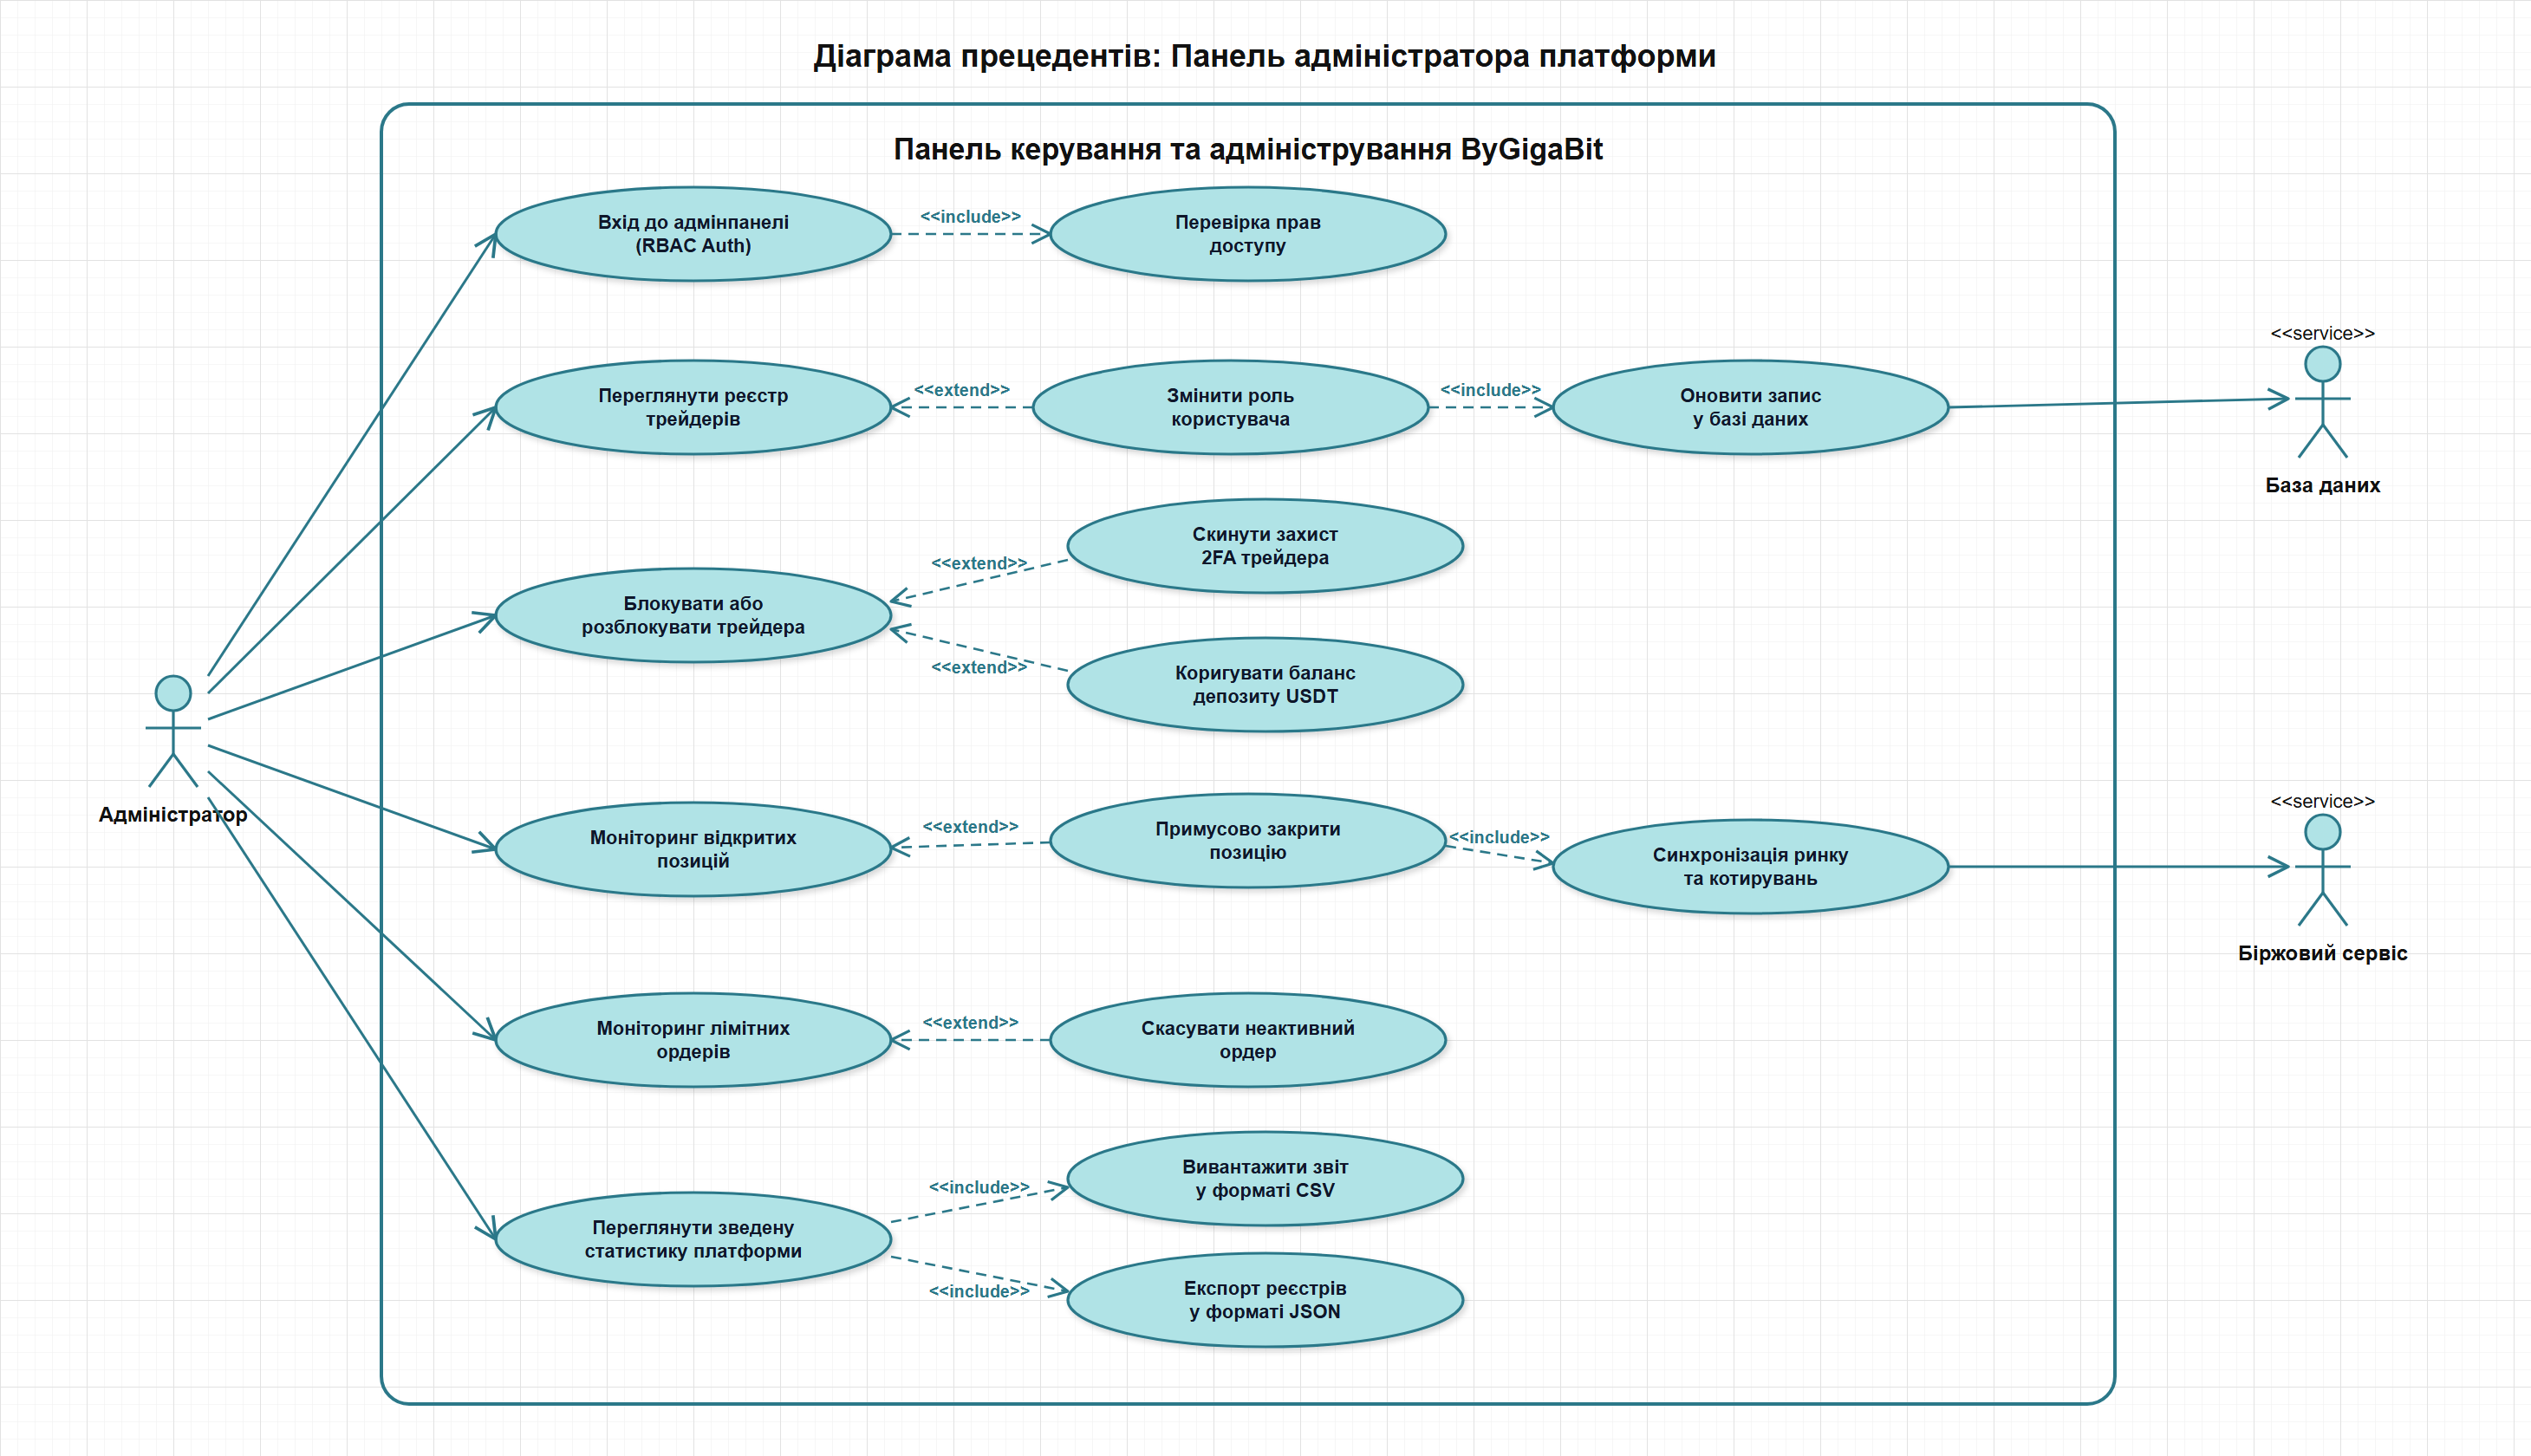 Діаграма прецедентів: Панель адміністратора платформи
Панель керування та адміністрування ByGigaBit
Вхід до адмінпанелі
(RBAC Auth)
<<include>>
Перевірка прав
доступу
Переглянути реєстр
трейдерів
<<extend>>
Змінити роль
користувача
<<include>>
Оновити запис
у базі даних
<<service>>
База даних
Скинути захист
2FA трейдера
<<extend>>
Блокувати або
розблокувати трейдера
<<extend>>
Коригувати баланс
депозиту USDT
Адміністратор
Моніторинг відкритих
позицій
<<extend>>
Примусово закрити
позицію
<<include>>
Синхронізація ринку
та котирувань
<<service>>
Біржовий сервіс
Моніторинг лімітних
ордерів
<<extend>>
Скасувати неактивний
ордер
Переглянути зведену
статистику платформи
<<include>>
Вивантажити звіт
у форматі CSV
<<include>>
Експорт реєстрів
у форматі JSON